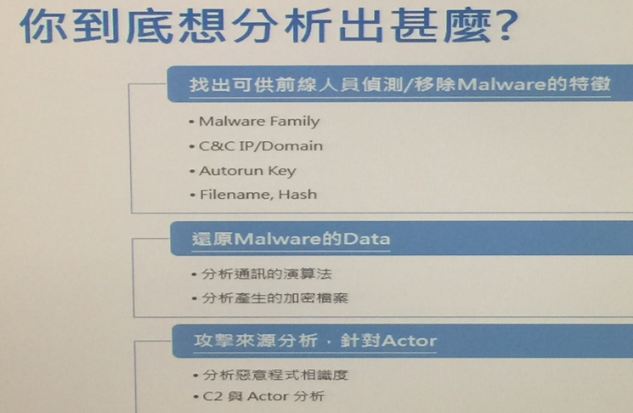 你到底想分析出甚麼?
找出可供前線人員偵測/移除Malware的特徵
• Malware Family
• C&C IP/Domain
• Autorun Key
• Filename, Hash
還原Malware的Data
• 分析通訊的演算法
• 分析產生的加密檔案
攻擊來源分析，針對Actor
• 分析惡意程式相識度
• C2 與 Actor 分析